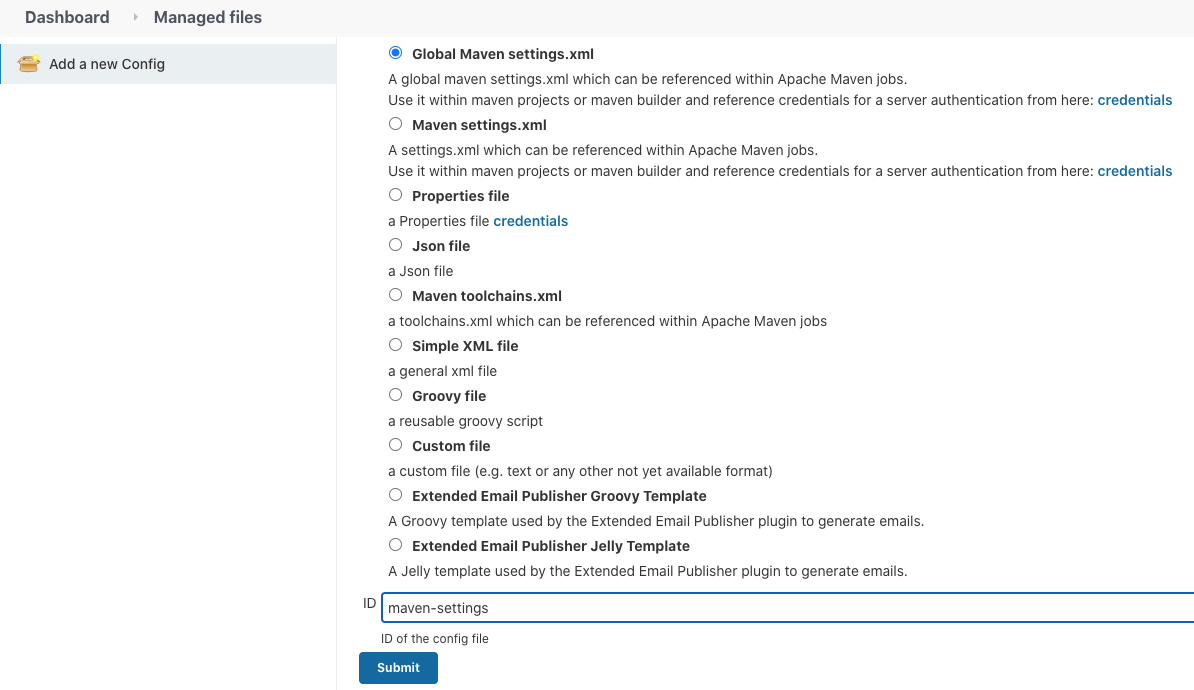 Dashboard Managed files
Add a new Config
Global Maven settings.xml
A global maven settings.xml which can be referenced within Apache Maven jobs.
Use it within maven projects or maven builder and reference credentials for a server authentication from here: credentials
Maven settings.xml
A settings.xml which can be referenced within Apache Maven jobs.
Use it within maven projects or maven builder and reference credentials for a server authentication from here: credentials
Properties file
a Properties file credentials
Json file
a Json file
Maven toolchains.xml
a toolchains.xml which can be referenced within Apache Maven jobs
Simple XML file
a general xml file
Groovy file
a reusable groovy script
Custom file
a custom file (e.g. text or any other not yet available format)
Extended Email Publisher Groovy Template
A Groovy template used by the Extended Email Publisher plugin to generate emails.
Extended Email Publisher Jelly Template
A Jelly template used by the Extended Email Publisher plugin to generate emails.
ID maven-settings
ID of the config file
Submit